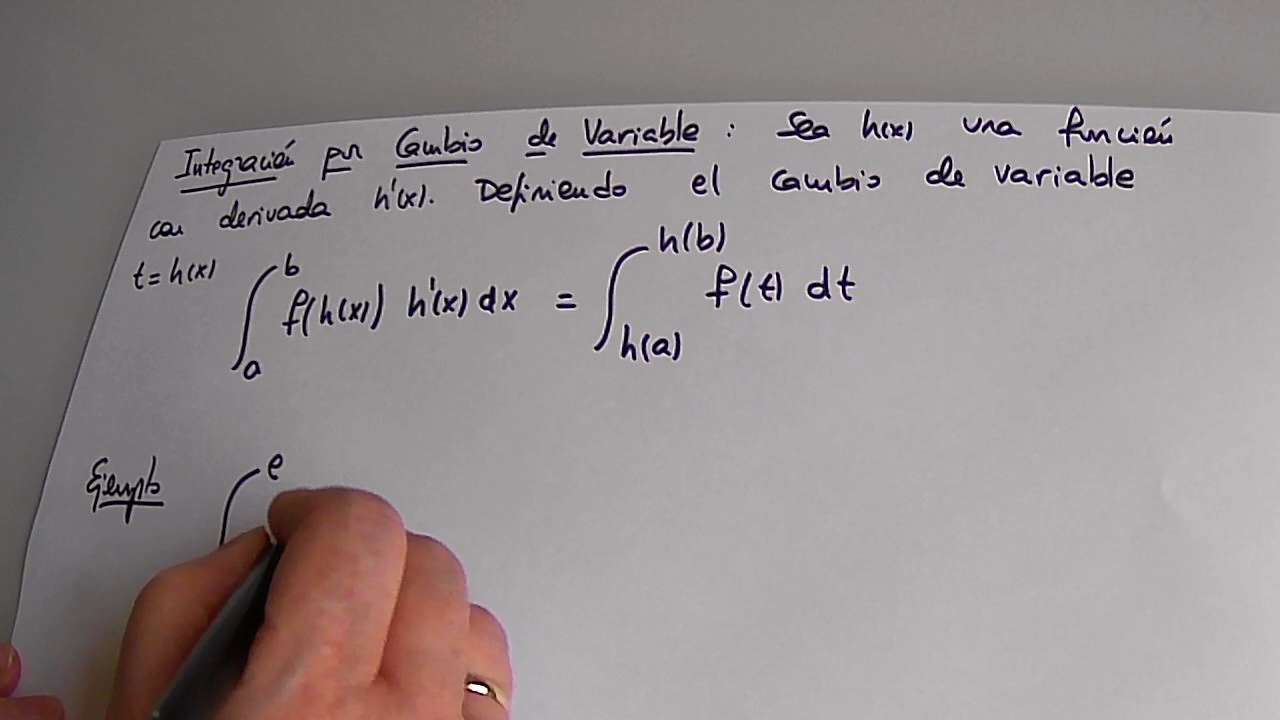 Integración por Cambio de Variable : Sea h(x) una función
con derivada h'(x). Definiendo el cambio de variable
t = h(x)
∫_a^b f(h(x)) h'(x) dx = ∫_{h(a)}^{h(b)} f(t) dt
Ejemplo ∫^e